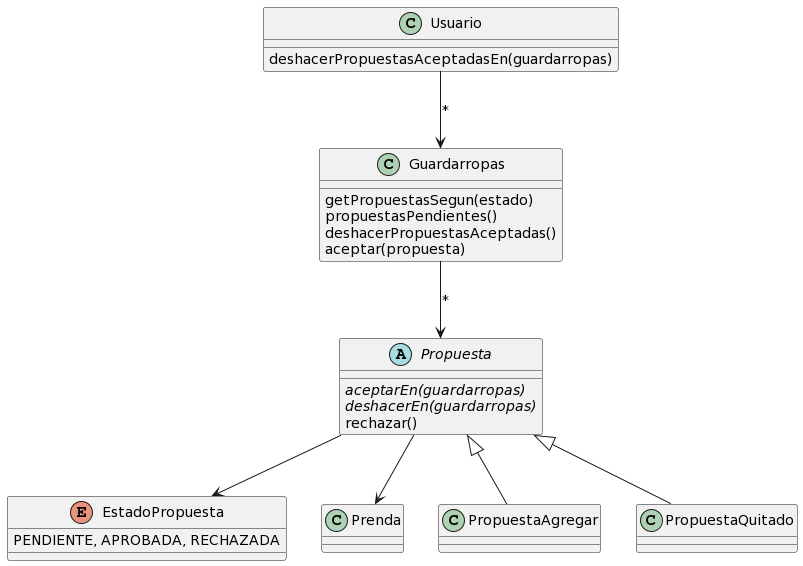 C Usuario
deshacerPropuestasAceptadasEn(guardarropas)
*
C Guardarropas
getPropuestasSegun(estado)
propuestasPendientes()
deshacerPropuestasAceptadas()
aceptar(propuesta)
*
A Propuesta
aceptarEn(guardarropas)
deshacerEn(guardarropas)
rechazar()
E EstadoPropuesta
PENDIENTE, APROBADA, RECHAZADA
C Prenda
C PropuestaAgregar
C PropuestaQuitado